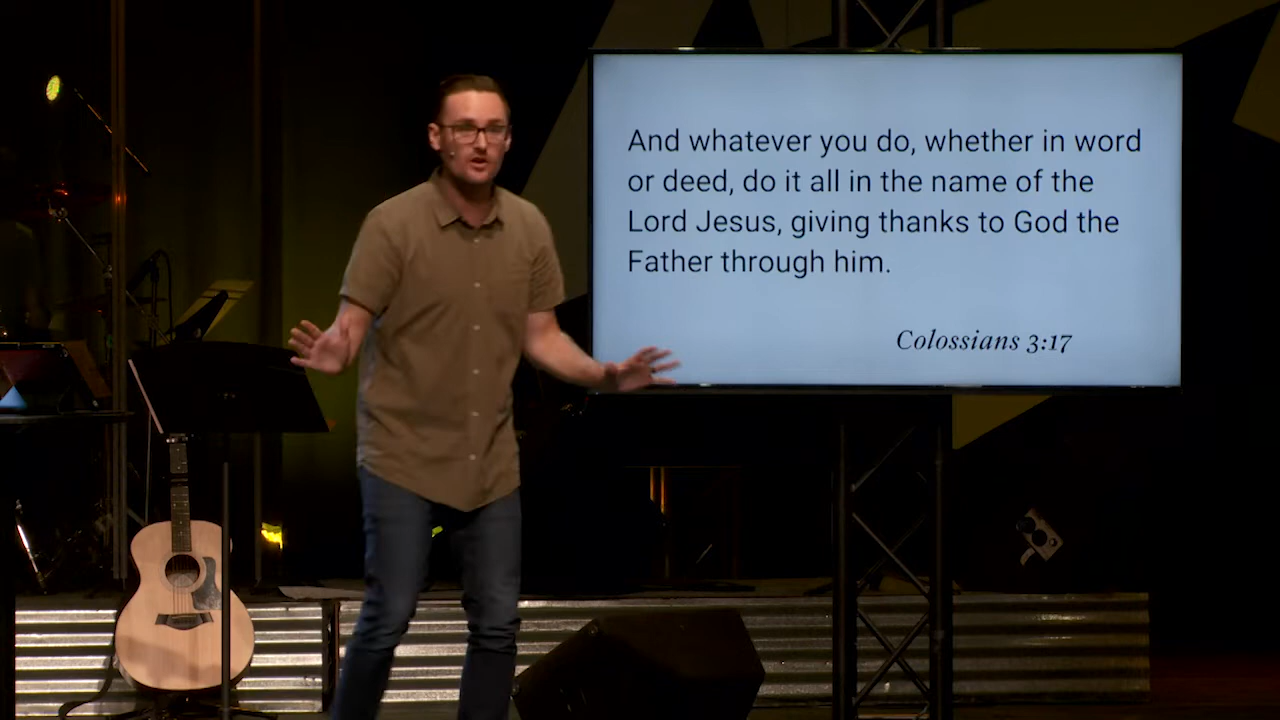 And whatever you do, whether in word
or deed, do it all in the name of the
Lord Jesus, giving thanks to God the
Father through him.
Colossians 3:17